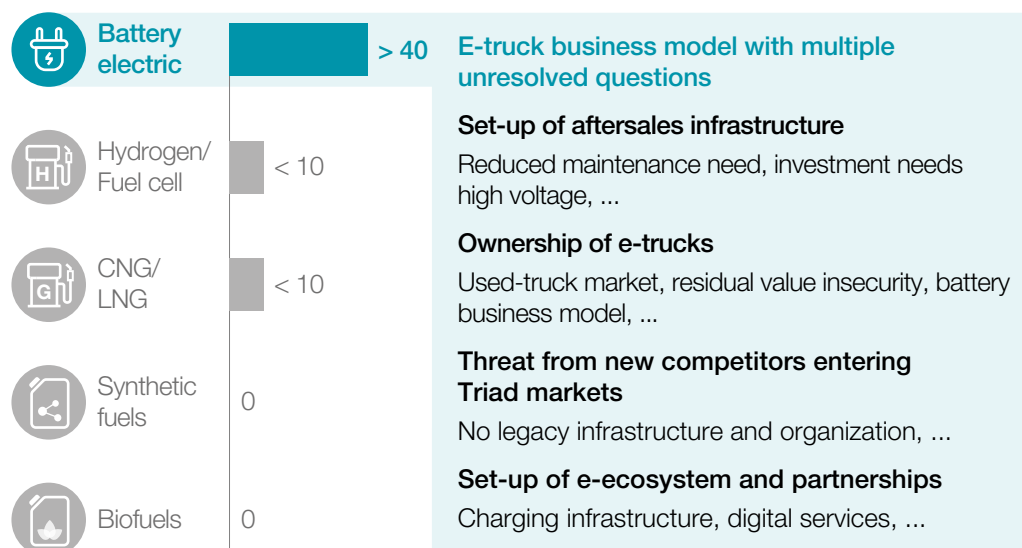 Battery
electric
> 40
Hydrogen/
Fuel cell
H
< 10
CNG/
LNG
G
< 10
Synthetic
fuels
0
Biofuels
0
E-truck business model with multiple
unresolved questions
Set-up of aftersales infrastructure
Reduced maintenance need, investment needs
high voltage, ...
Ownership of e-trucks
Used-truck market, residual value insecurity, battery
business model, ...
Threat from new competitors entering
Triad markets
No legacy infrastructure and organization, ...
Set-up of e-ecosystem and partnerships
Charging infrastructure, digital services, ...